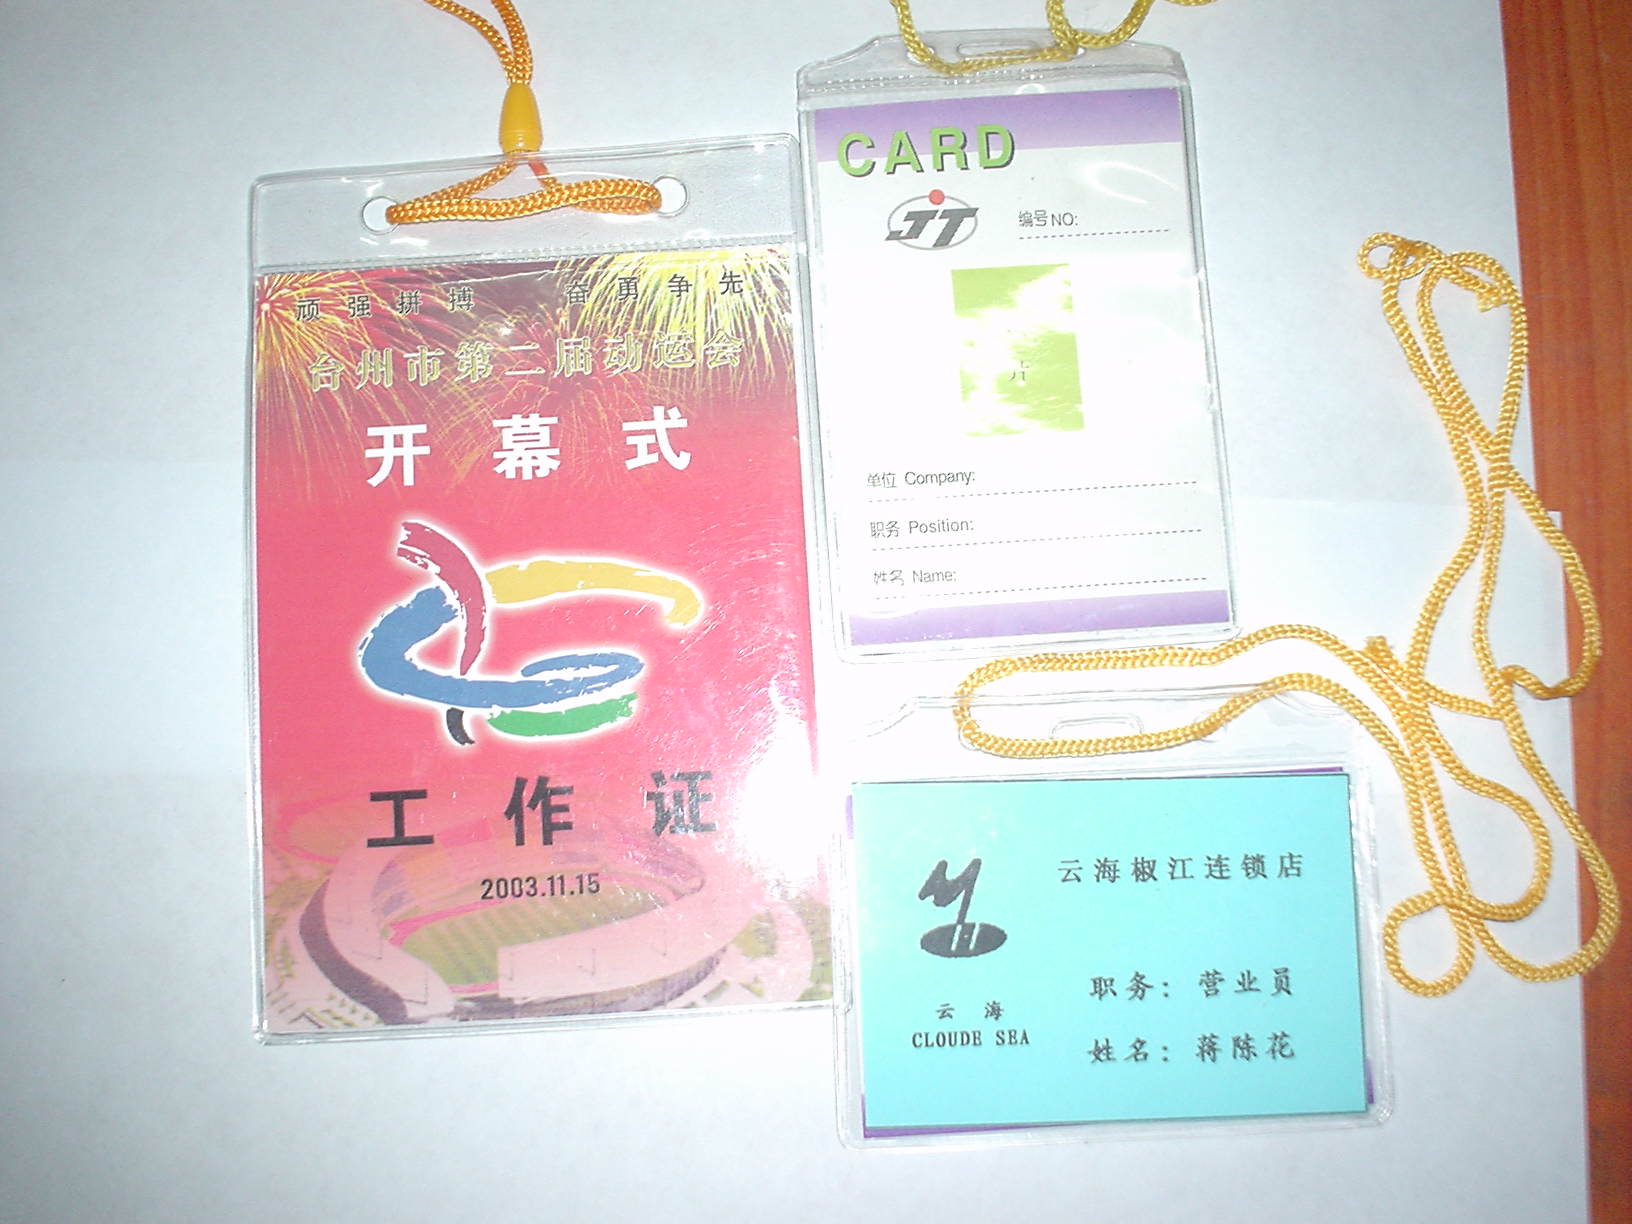 顽强拼搏 奋勇争先
台州市第二届动运会
开幕式
工作证
2003.11.15
CARD
JT
编号NO:
片
单位 Company:
职务 Position:
姓名 Name:
云海椒江连锁店
职务：营业员
姓名：蒋陈花
云海
CLOUDE SEA